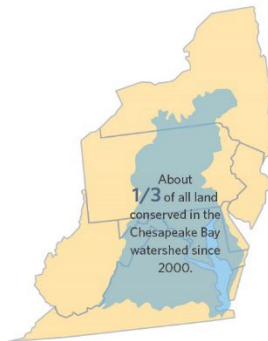 About
1/3 of all land
conserved in the
Chesapeake Bay
watershed since
2000.